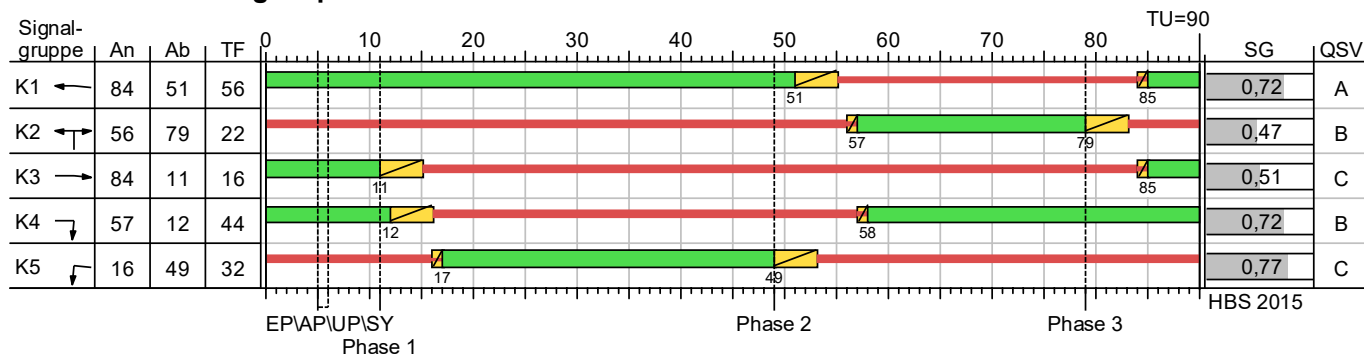 TU=90
Signal-
gruppe An Ab TF 0 10 20 30 40 50 60 70 80 SG QSV
K1 84 51 56 51 85 0,72 A
K2 56 79 22 57 79 0,47 B
K3 84 11 16 11 85 0,51 C
K4 57 12 44 12 58 0,72 B
K5 16 49 32 17 49 0,77 C
HBS 2015
EP\AP\UP\SY Phase 2 Phase 3
Phase 1